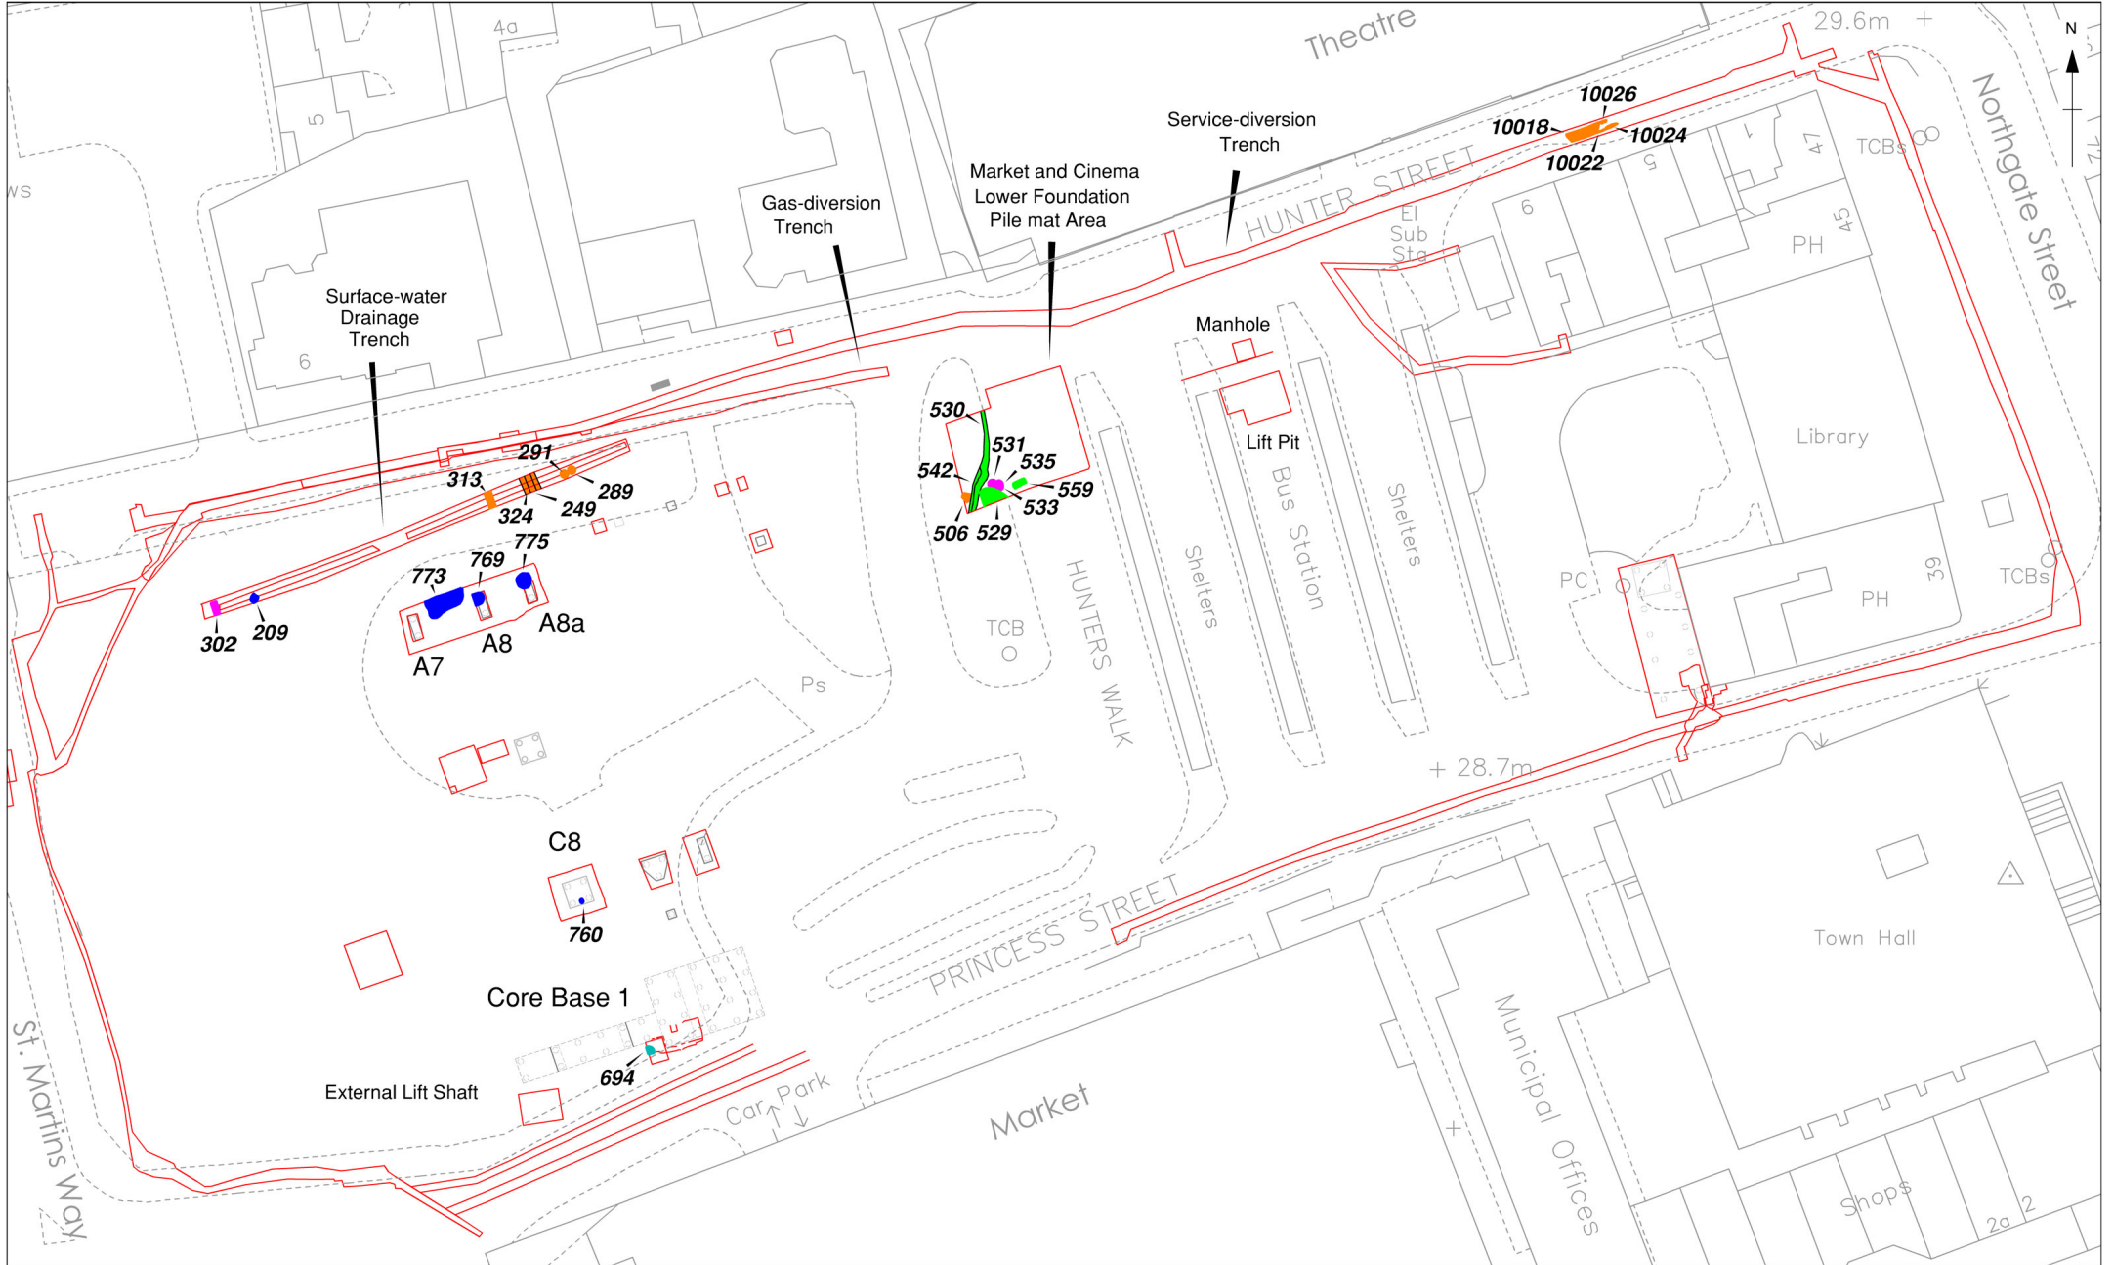 4a
Theatre
29.6m
N
5
Northgate Street
10026
10018
10024
10022
1
47
TCBs
72
ws
Service-diversion
Trench
Market and Cinema
Lower Foundation
Pile mat Area
Gas-diversion
Trench
HUNTER STREET
El
Sub
Sta
6
5
45
PH
Surface-water
Drainage
Trench
6
Manhole
Lift Pit
Library
530
531
535
542
559
533
506
529
291
313
289
249
324
775
769
773
302
209
A7
A8
A8a
HUNTERS WALK
Shelters
Bus Station
Shelters
TCB
PC
39
PH
TCBs
Ps
+ 28.7m
C8
760
PRINCESS STREET
Town Hall
Core Base 1
694
External Lift Shaft
Car Park
Market
Municipal Offices
St. Martins Way
Shops
2a
2